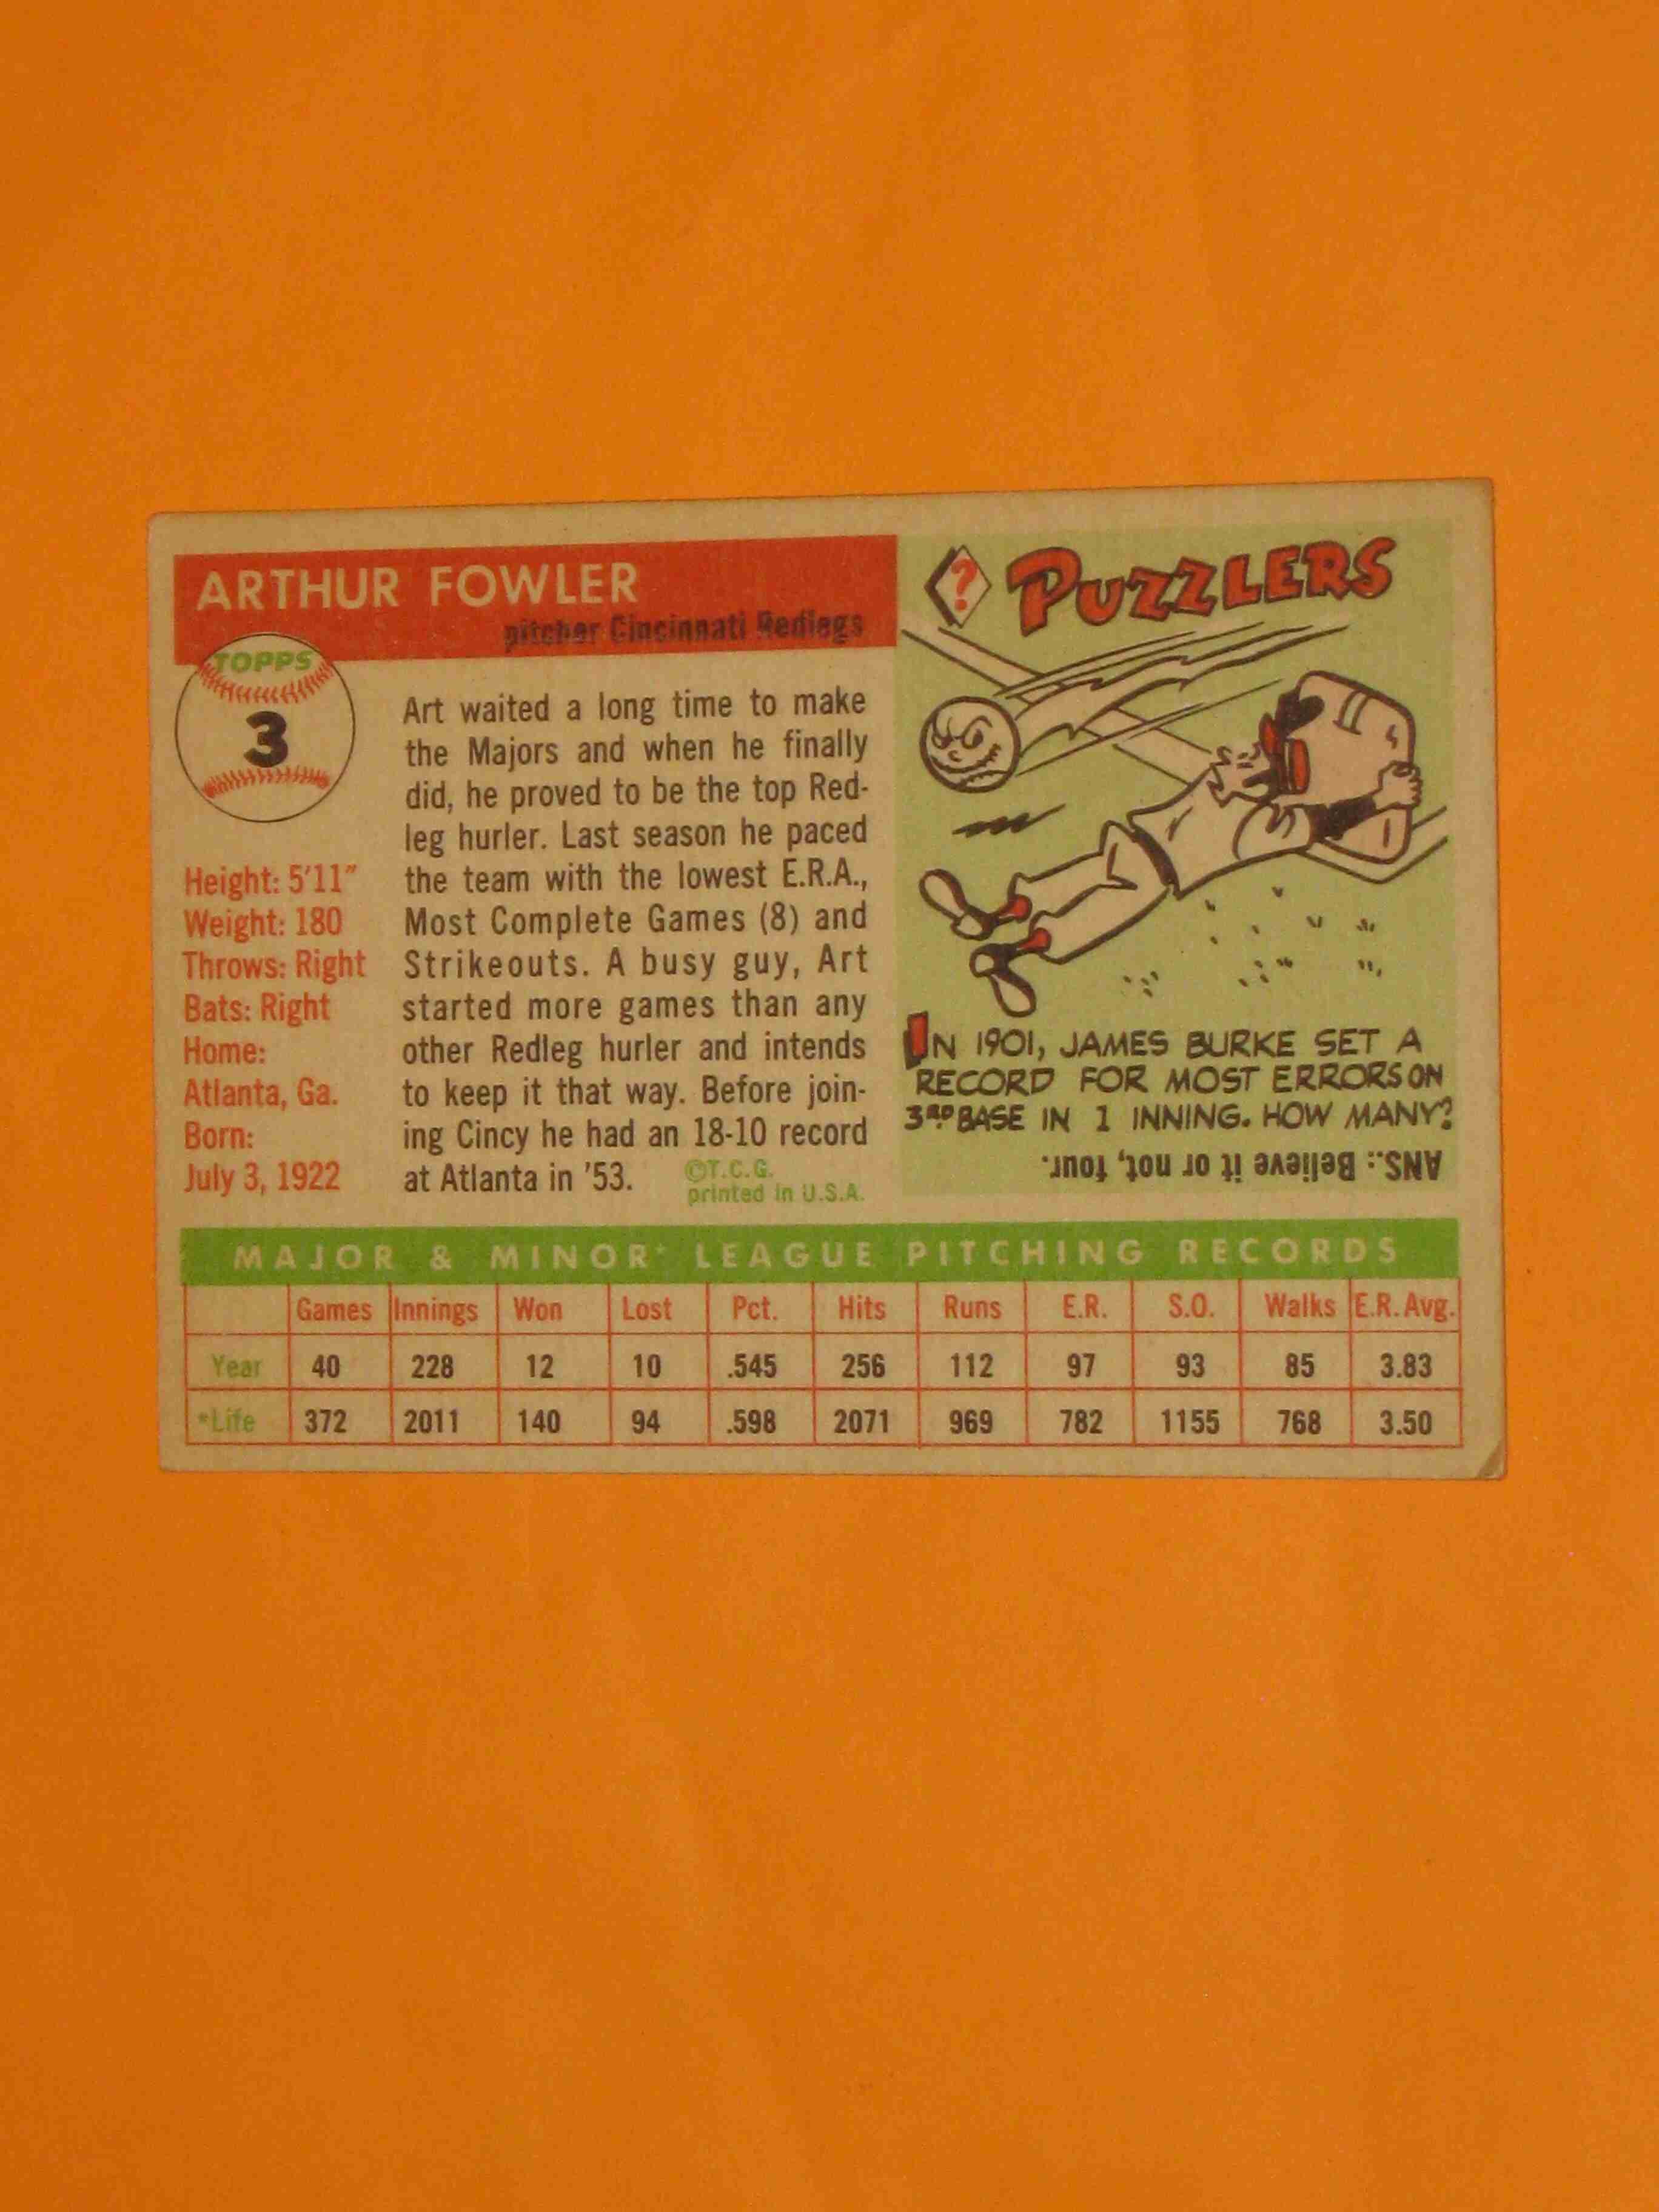 ARTHUR FOWLER
pitcher Cincinnati Redlegs
TOPPS
3
Height: 5'11"
Weight: 180
Throws: Right
Bats: Right
Home:
Atlanta, Ga.
Born:
July 3, 1922
Art waited a long time to make
the Majors and when he finally
did, he proved to be the top Red-
leg hurler. Last season he paced
the team with the lowest E.R.A.,
Most Complete Games (8) and
Strikeouts. A busy guy, Art
started more games than any
other Redleg hurler and intends
to keep it that way. Before join-
ing Cincy he had an 18-10 record
at Atlanta in '53.
©T.C.G.
printed in U.S.A.
? PUZZLERS
IN 1901, JAMES BURKE SET A
RECORD FOR MOST ERRORS ON
3RD BASE IN 1 INNING. HOW MANY?
ANS.: Believe it or not, four.
MAJOR & MINOR* LEAGUE PITCHING RECORDS
Games Innings Won Lost Pct. Hits Runs E.R. S.O. Walks E.R. Avg.
Year 40 228 12 10 .545 256 112 97 93 85 3.83
*Life 372 2011 140 94 .598 2071 969 782 1155 768 3.50